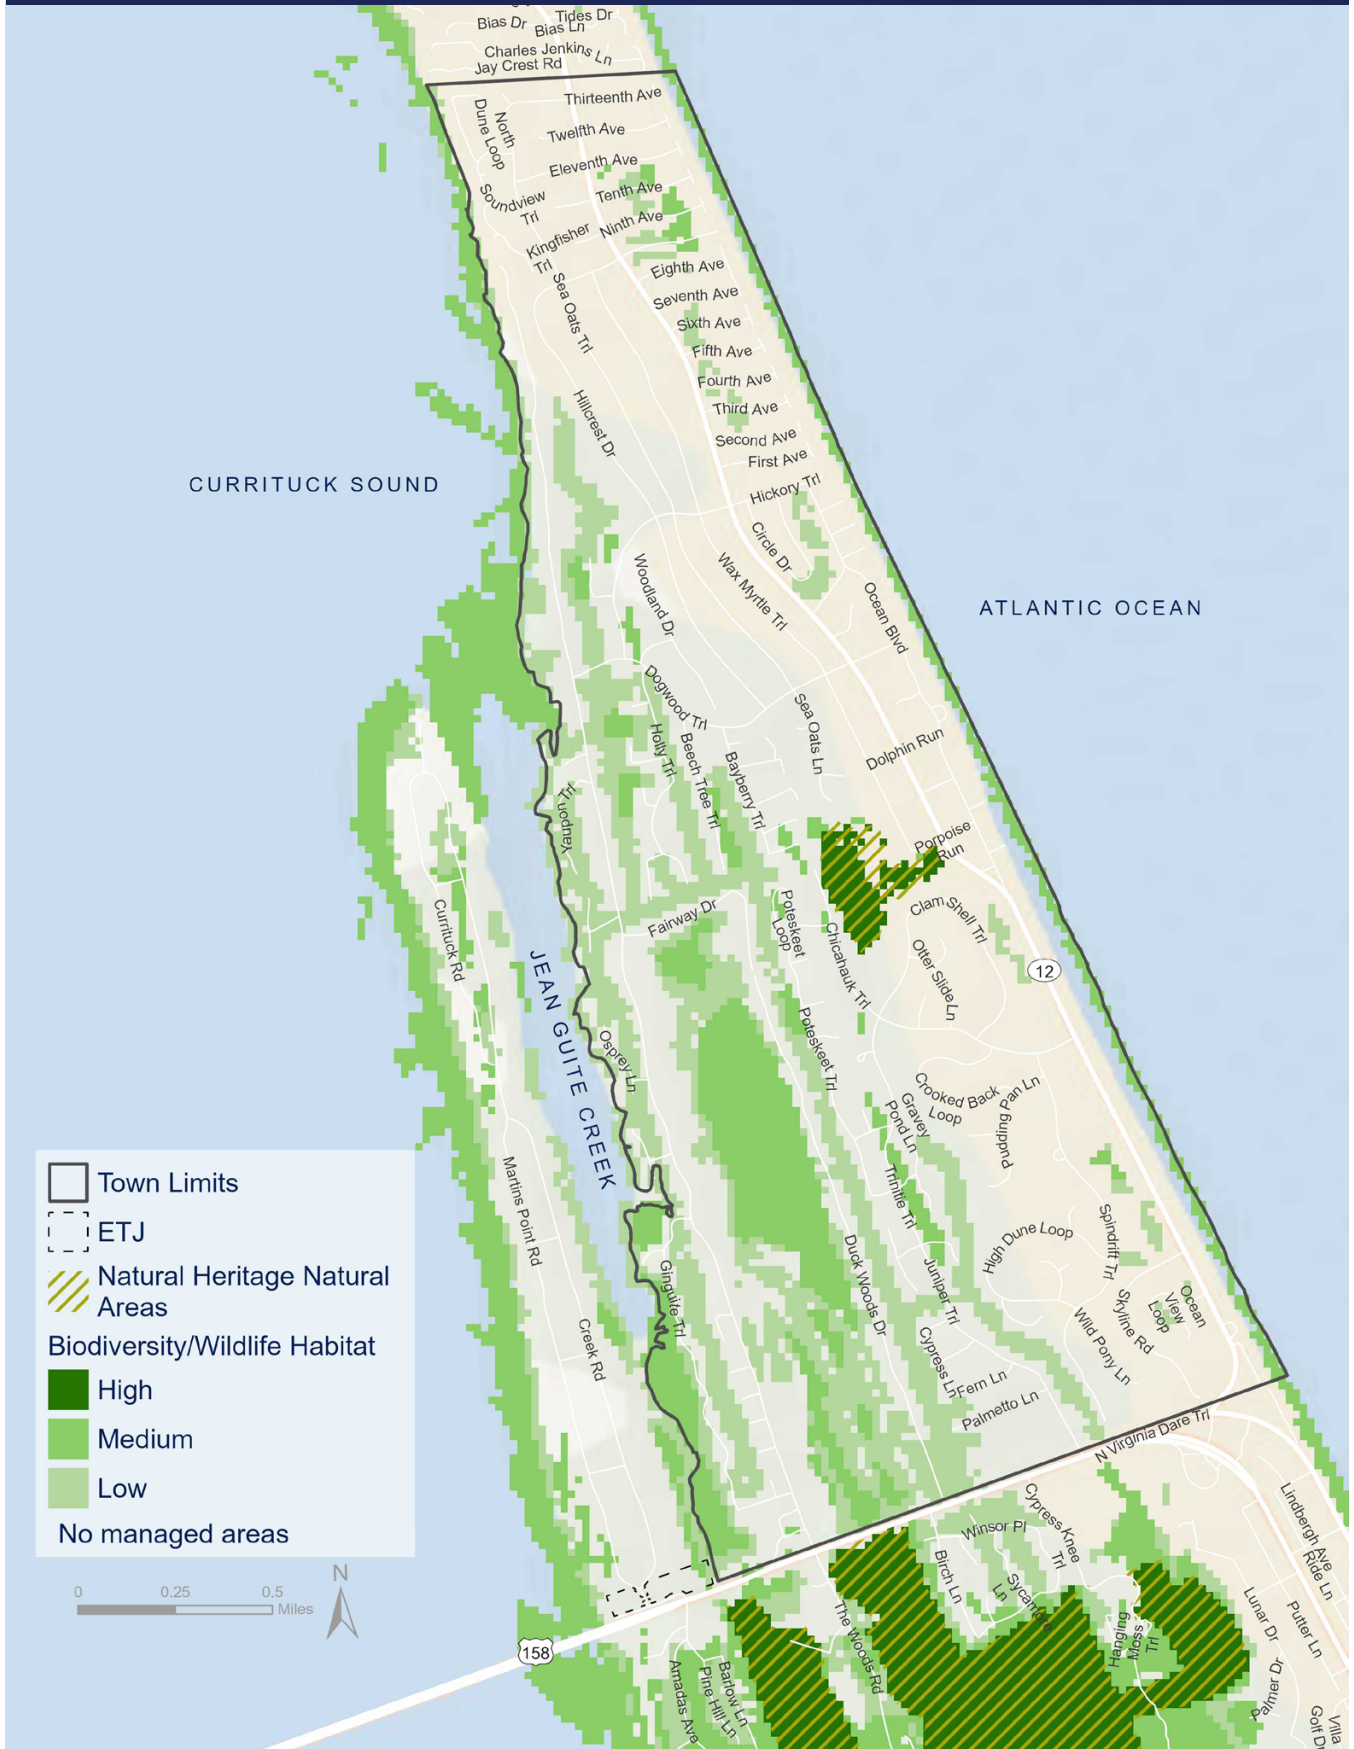 Tides Dr
Bias Dr
Bias Ln
Charles Jenkins Ln
Jay Crest Rd
Thirteenth Ave
North
Dune Loop
Twelfth Ave
Eleventh Ave
Tenth Ave
Soundview
Trl
Ninth Ave
Kingfisher
Trl
Eighth Ave
Sea Oats Trl
Seventh Ave
Sixth Ave
Fifth Ave
Fourth Ave
Third Ave
Hillcrest Dr
Second Ave
First Ave
CURRITUCK SOUND
Hickory Trl
Circle Dr
Wax Myrtle Trl
Woodland Dr
Ocean Blvd
ATLANTIC OCEAN
Dogwood Trl
Sea Oats Ln
Holly Trl
Beech Tree Trl
Bayberry Trl
Dolphin Run
Yaupon Trl
Porpoise
Run
Currituck Rd
Fairway Dr
Poteskeet
Loop
Clam Shell Trl
Chicahauk Trl
Otter Slide Ln
12
JEAN GUITE CREEK
Osprey Ln
Poteskeet Trl
Crooked Back
Loop
Pudding Pan Ln
Gravey
Pond Ln
Martins Point Rd
Trinitie Trl
High Dune Loop
Spindrift Trl
Duck Woods Dr
Juniper Trl
Ginguite Trl
Ocean
View
Loop
Skyline Rd
Wild Pony Ln
Creek Rd
Cypress Ln
Fern Ln
Palmetto Ln
N Virginia Dare Trl
Town Limits
ETJ
Natural Heritage Natural
Areas
Biodiversity/Wildlife Habitat
High
Medium
Low
No managed areas
N
0
0.25
0.5
Miles
158
Winsor Pl
Cypress Knee
Trl
Birch Ln
Sycamore
Ln
Lindbergh Ave
Ride Ln
The Woods Rd
Hanging
Moss
Trl
Lunar Dr
Putter Ln
Palmer Dr
Amadas Ave
Pine Hill Ln
Barlow Ln
Villa
Golf Dr